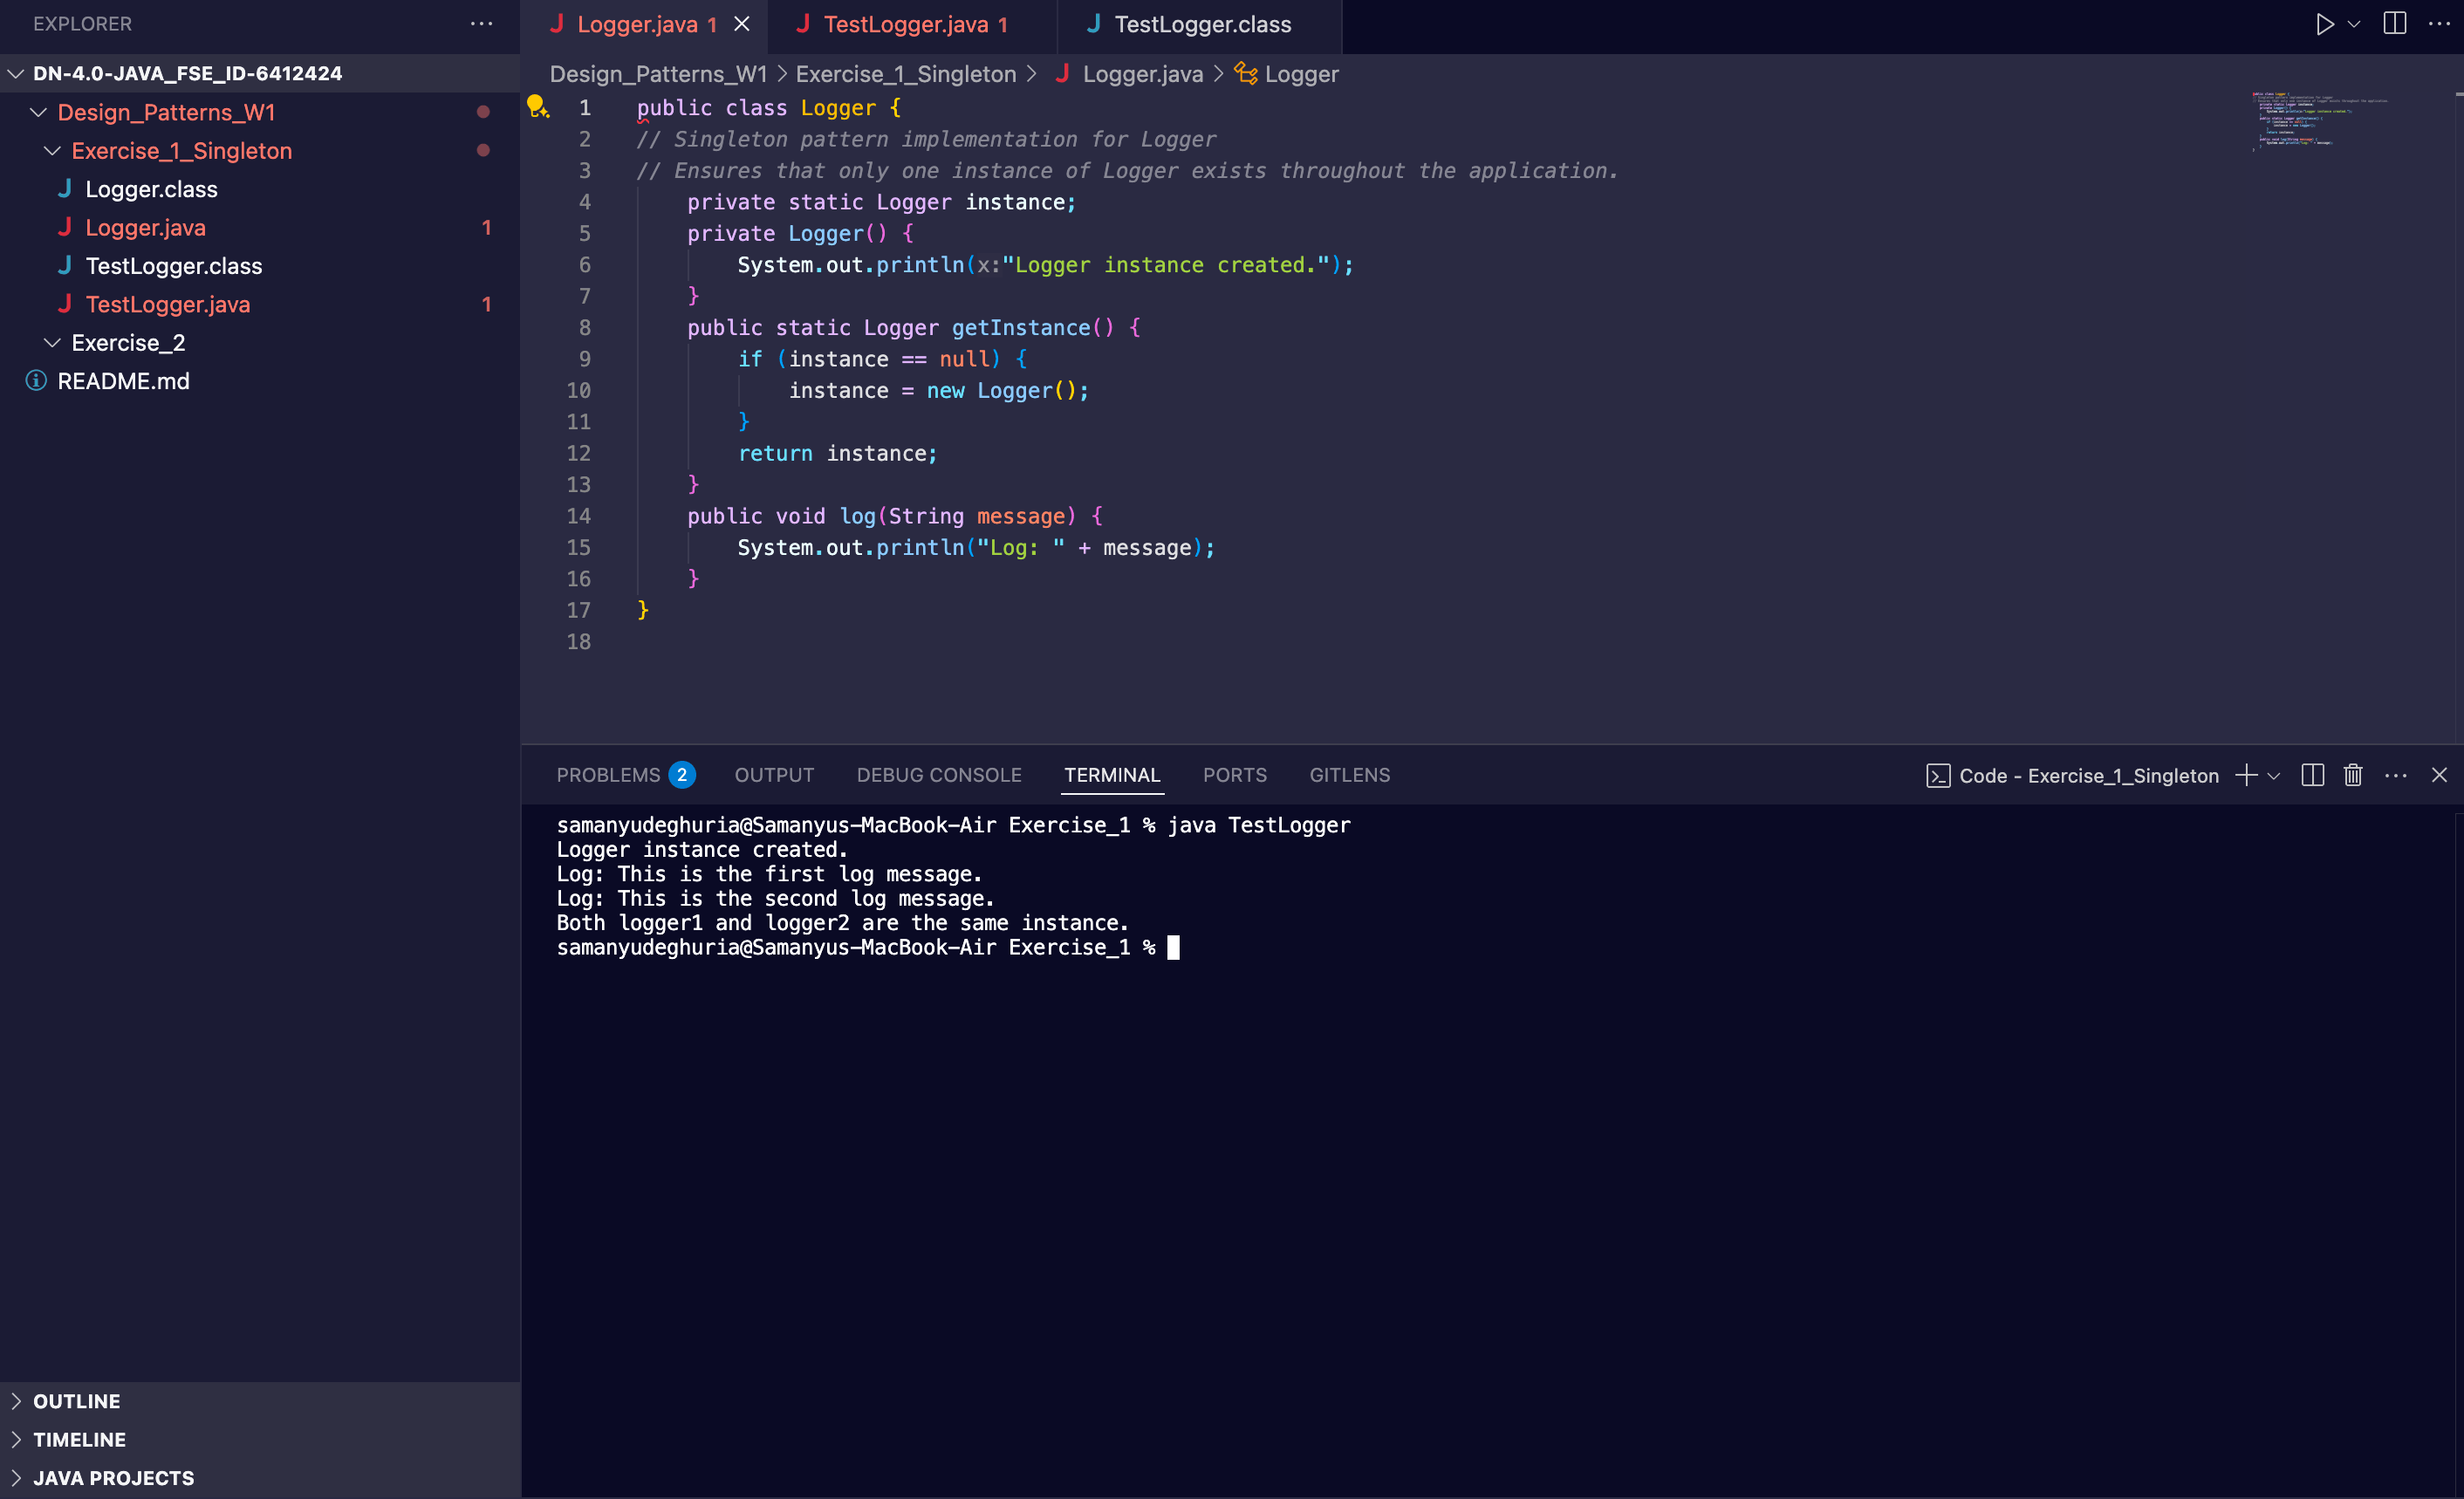 EXPLORER
DN-4.0-JAVA_FSE_ID-6412424
Design_Patterns_W1
Exercise_1_Singleton
Logger.class
Logger.java 1
TestLogger.class
TestLogger.java 1
Exercise_2
README.md
OUTLINE
TIMELINE
JAVA PROJECTS
Logger.java 1
TestLogger.java 1
TestLogger.class
Design_Patterns_W1 > Exercise_1_Singleton > Logger.java > Logger
1 public class Logger {
2 // Singleton pattern implementation for Logger
3 // Ensures that only one instance of Logger exists throughout the application.
4     private static Logger instance;
5     private Logger() {
6         System.out.println(x:"Logger instance created.");
7     }
8     public static Logger getInstance() {
9         if (instance == null) {
10             instance = new Logger();
11         }
12         return instance;
13     }
14     public void log(String message) {
15         System.out.println("Log: " + message);
16     }
17 }
18
PROBLEMS 2 OUTPUT DEBUG CONSOLE TERMINAL PORTS GITLENS
Code - Exercise_1_Singleton
samanyudeghuria@Samanyus-MacBook-Air Exercise_1 % java TestLogger
Logger instance created.
Log: This is the first log message.
Log: This is the second log message.
Both logger1 and logger2 are the same instance.
samanyudeghuria@Samanyus-MacBook-Air Exercise_1 %